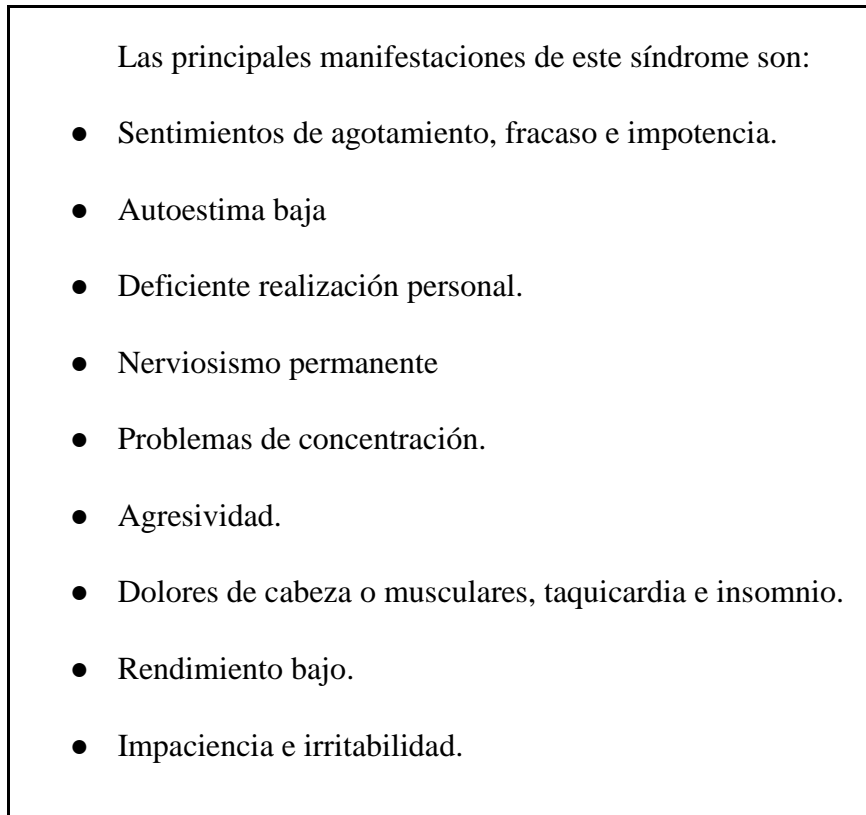 Las principales manifestaciones de este síndrome son:
● Sentimientos de agotamiento, fracaso e impotencia.
● Autoestima baja
● Deficiente realización personal.
● Nerviosismo permanente
● Problemas de concentración.
● Agresividad.
● Dolores de cabeza o musculares, taquicardia e insomnio.
● Rendimiento bajo.
● Impaciencia e irritabilidad.